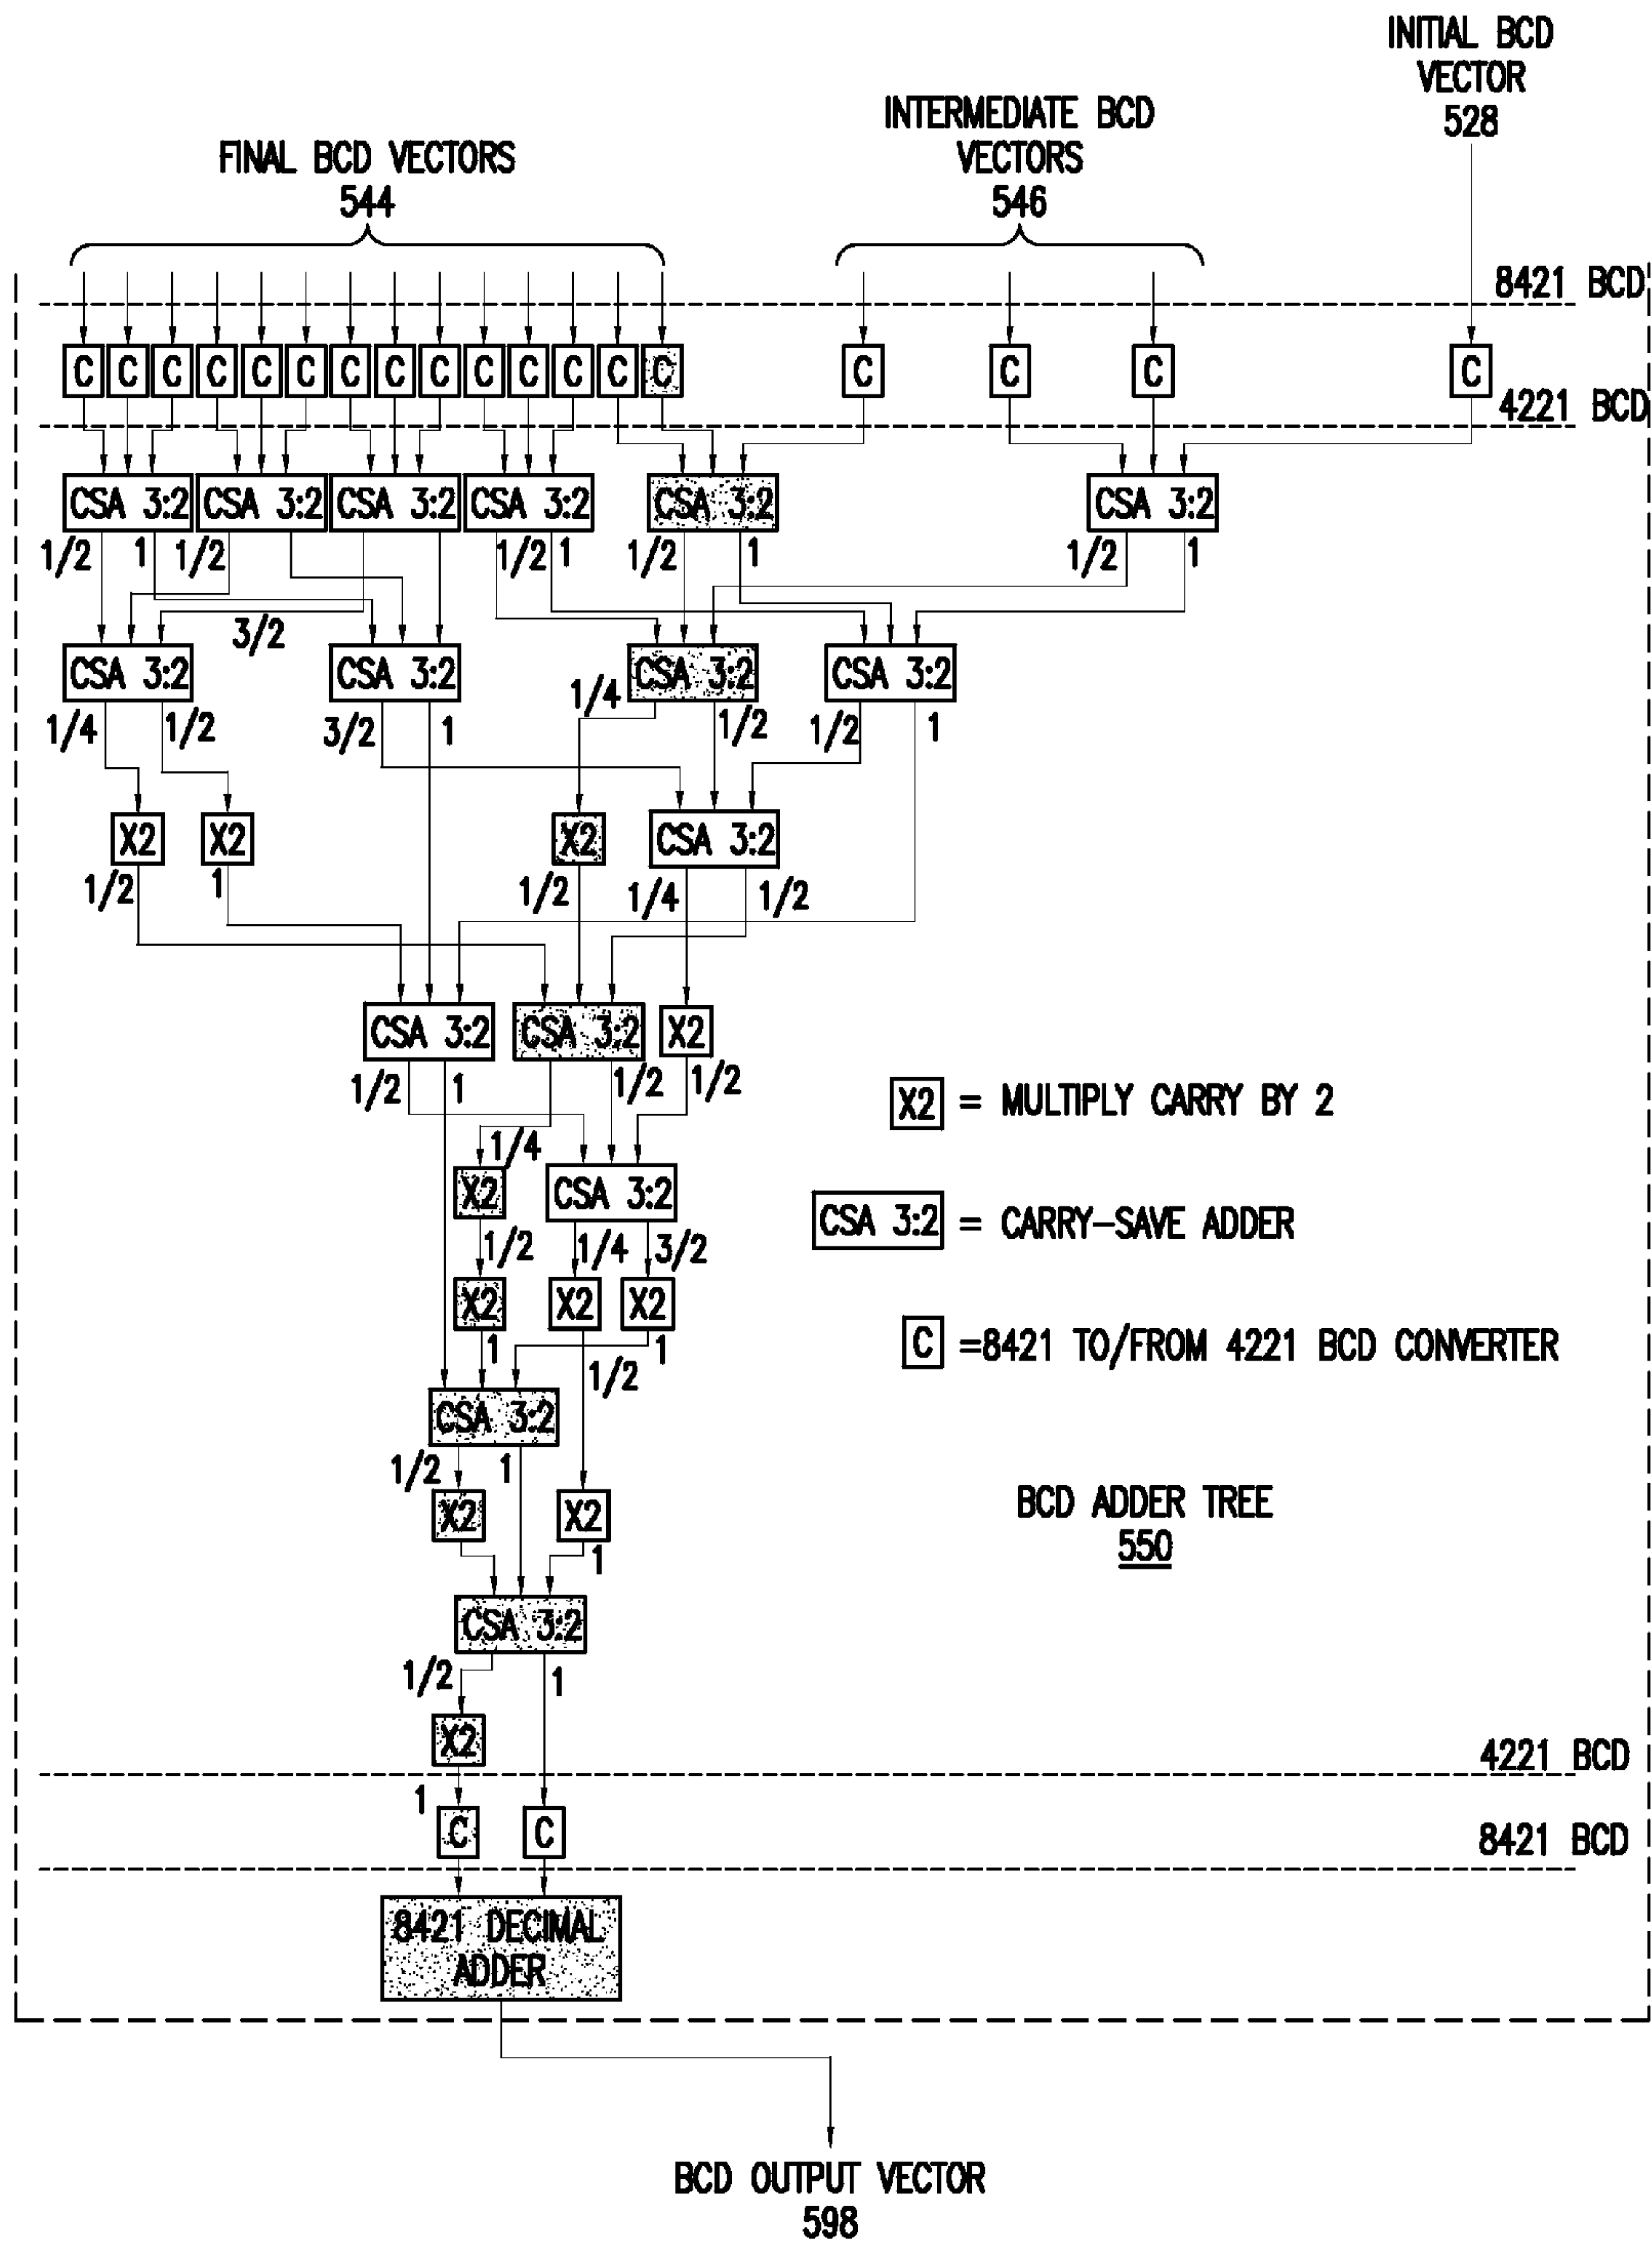 INITIAL BCD
VECTOR
528
INTERMEDIATE BCD
VECTORS
546
FINAL BCD VECTORS
544
8421 BCD
C C C C C C C C C C C C C C C C C C
4221 BCD
CSA 3:2 CSA 3:2 CSA 3:2 CSA 3:2 CSA 3:2 CSA 3:2
1/2 1 1/2 1/2 1 1/2 1 1/2 1
3/2
CSA 3:2 CSA 3:2 CSA 3:2 CSA 3:2
1/4 1/2 3/2 1 1/4 1/2 1/2 1
X2 X2 X2 CSA 3:2
1/2 1 1/2 1/4 1/2
CSA 3:2 CSA 3:2 X2
1/2 1 1/2 1/2
X2 = MULTIPLY CARRY BY 2
1/4
X2 CSA 3:2
CSA 3:2 = CARRY-SAVE ADDER
1/2 1/4 3/2
X2 X2 X2
1 1/2 1
C =8421 TO/FROM 4221 BCD CONVERTER
CSA 3:2
1/2 1
X2 X2
1
BCD ADDER TREE
550
CSA 3:2
1/2 1
X2
4221 BCD
1
C C
8421 BCD
8421 DECIMAL
ADDER
BCD OUTPUT VECTOR
598